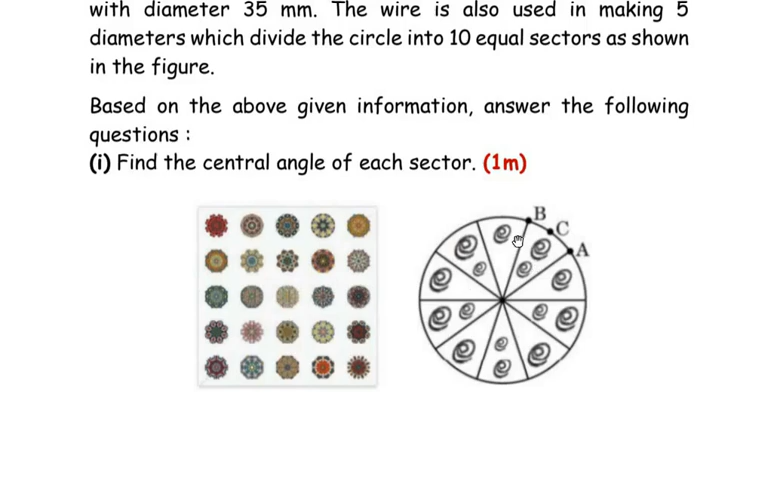 with diameter 35 mm. The wire is also used in making 5
diameters which divide the circle into 10 equal sectors as shown
in the figure.
Based on the above given information, answer the following
questions :
(i) Find the central angle of each sector. (1m)
B
C
A